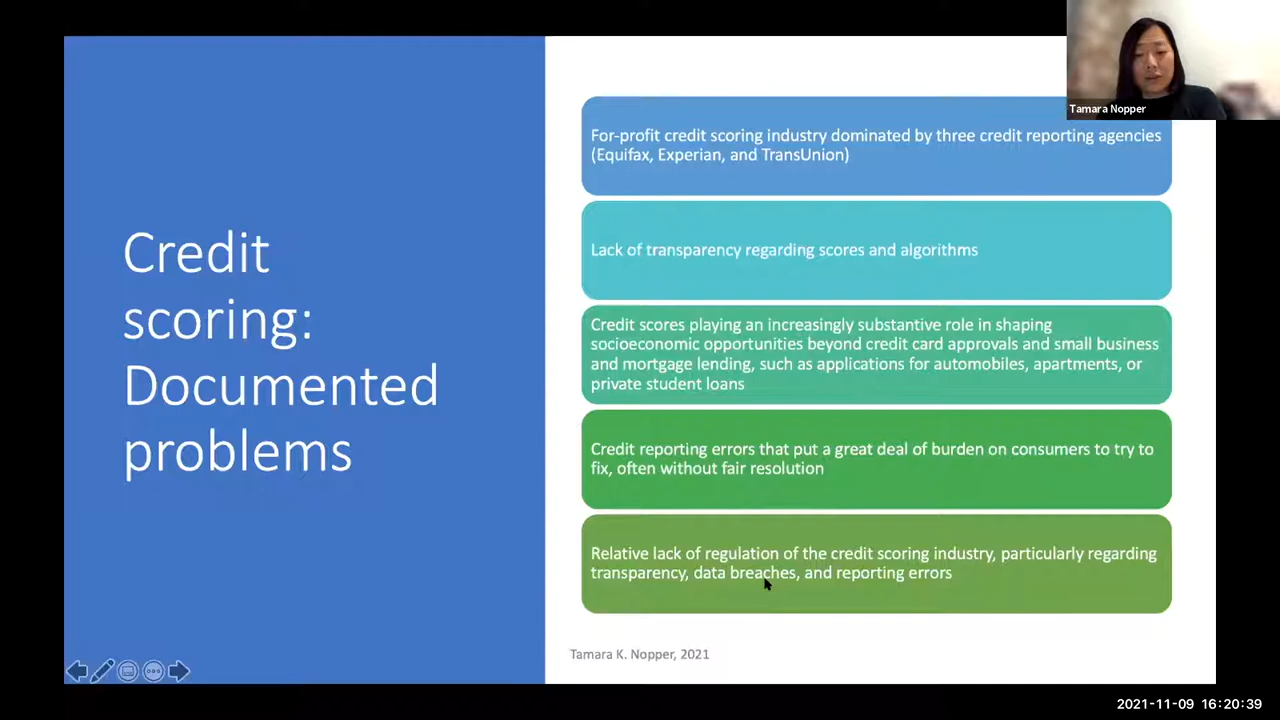 Tamara Nopper
Credit
scoring:
Documented
problems
For-profit credit scoring industry dominated by three credit reporting agencies
(Equifax, Experian, and TransUnion)
Lack of transparency regarding scores and algorithms
Credit scores playing an increasingly substantive role in shaping
socioeconomic opportunities beyond credit card approvals and small business
and mortgage lending, such as applications for automobiles, apartments, or
private student loans
Credit reporting errors that put a great deal of burden on consumers to try to
fix, often without fair resolution
Relative lack of regulation of the credit scoring industry, particularly regarding
transparency, data breaches, and reporting errors
Tamara K. Nopper, 2021
2021-11-09 16:20:39